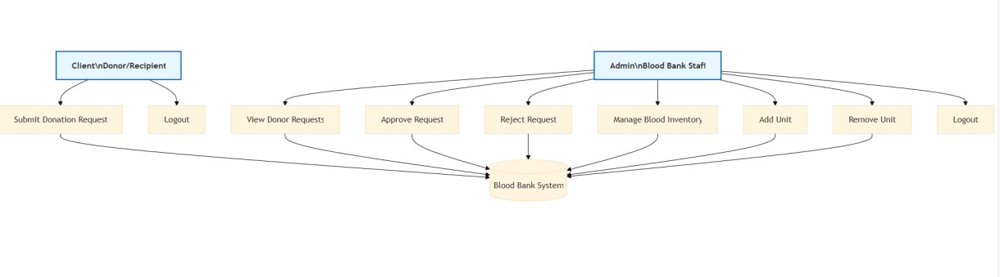 Client\nDonor/Recipient
Admin\nBlood Bank Staff
Submit Donation Request
Logout
View Donor Requests
Approve Request
Reject Request
Manage Blood Inventory
Add Unit
Remove Unit
Logout
Blood Bank System